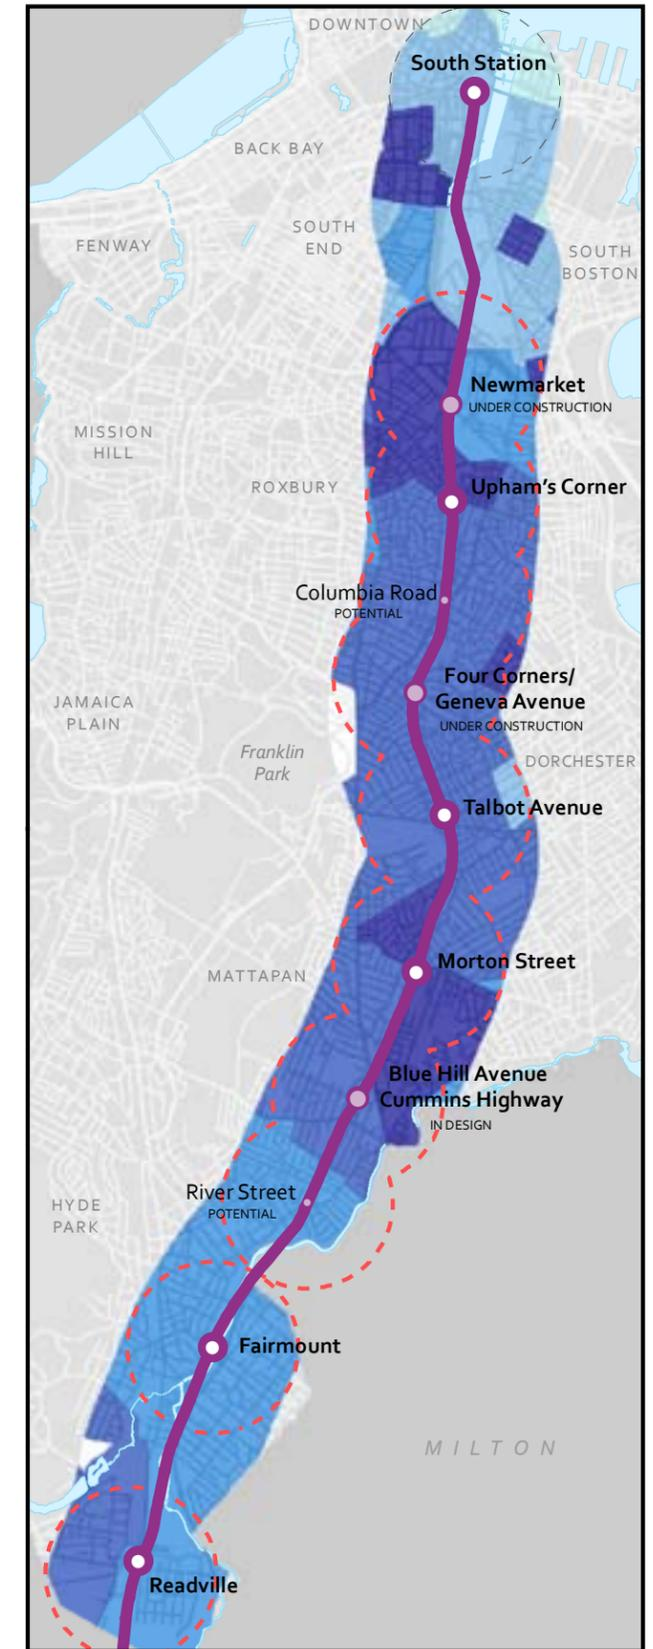 DOWNTOWN
South Station
BACK BAY
SOUTH
END
FENWAY
SOUTH
BOSTON
Newmarket
UNDER CONSTRUCTION
MISSION
HILL
ROXBURY
Upham's Corner
Columbia Road
POTENTIAL
Four Corners/
Geneva Avenue
UNDER CONSTRUCTION
JAMAICA
PLAIN
Franklin
Park
DORCHESTER
Talbot Avenue
Morton Street
MATTAPAN
Blue Hill Avenue
Cummins Highway
IN DESIGN
River Street
POTENTIAL
HYDE
PARK
Fairmount
MILTON
Readville